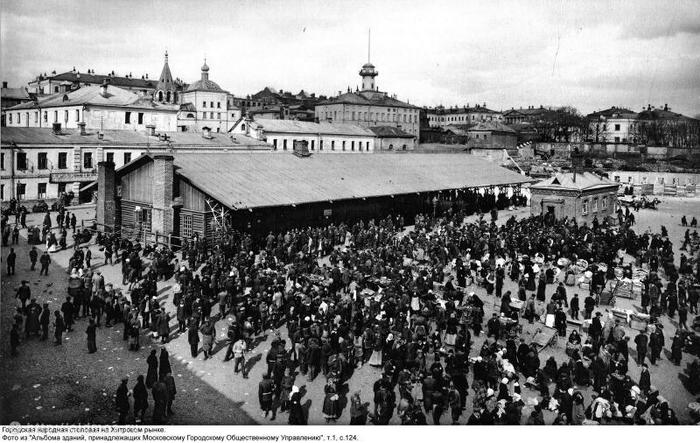 Городская народная столовая на Хитровом рынке.
Фото из "Альбома зданий, принадлежащих Московскому Городскому Общественному Управлению", т.1, с.124.